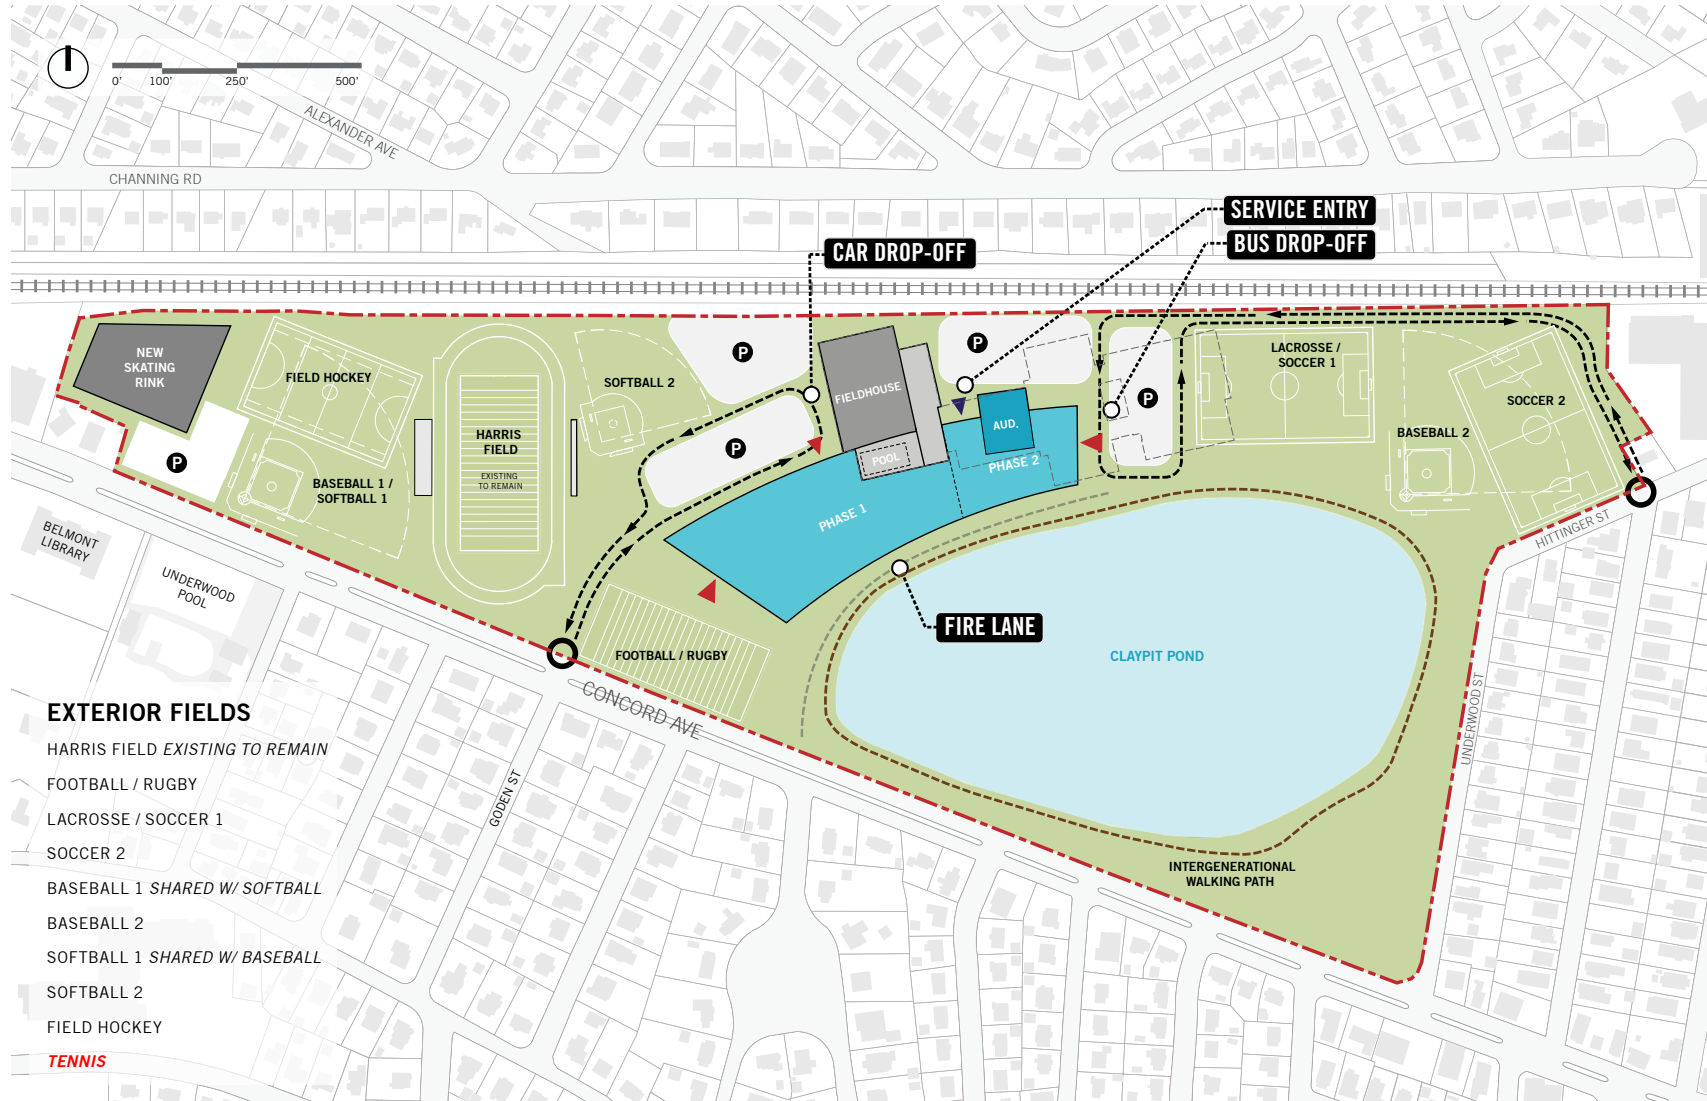 0' 100' 250' 500'
ALEXANDER AVE
CHANNING RD
SERVICE ENTRY
BUS DROP-OFF
CAR DROP-OFF
NEW
SKATING
RINK
FIELD HOCKEY
SOFTBALL 2
P
P
P
P
P
FIELDHOUSE
POOL
AUD.
PHASE 2
PHASE 1
LACROSSE /
SOCCER 1
SOCCER 2
BASEBALL 2
HARRIS
FIELD
EXISTING
TO REMAIN
BASEBALL 1 /
SOFTBALL 1
BELMONT
LIBRARY
UNDERWOOD
POOL
HITTINGER ST
FIRE LANE
FOOTBALL / RUGBY
CLAYPIT POND
CONCORD AVE
UNDERWOOD ST
GODEN ST
INTERGENERATIONAL
WALKING PATH
EXTERIOR FIELDS
HARRIS FIELD EXISTING TO REMAIN
FOOTBALL / RUGBY
LACROSSE / SOCCER 1
SOCCER 2
BASEBALL 1 SHARED W/ SOFTBALL
BASEBALL 2
SOFTBALL 1 SHARED W/ BASEBALL
SOFTBALL 2
FIELD HOCKEY
TENNIS